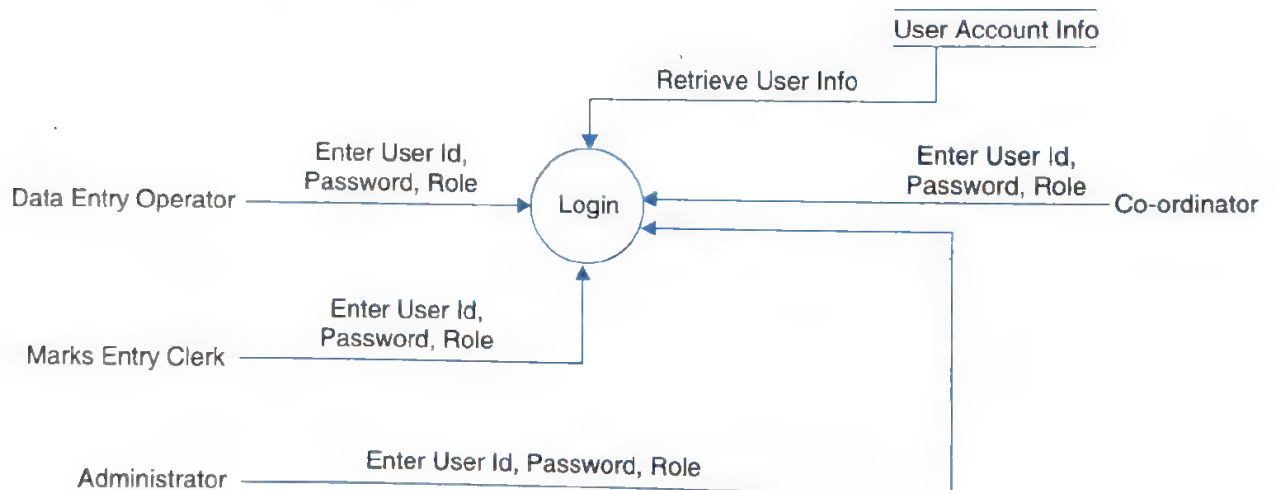 User Account Info
Retrieve User Info
Enter User Id,
Password, Role
Data Entry Operator
Login
Enter User Id,
Password, Role
Co-ordinator
Enter User Id,
Password, Role
Marks Entry Clerk
Enter User Id, Password, Role
Administrator